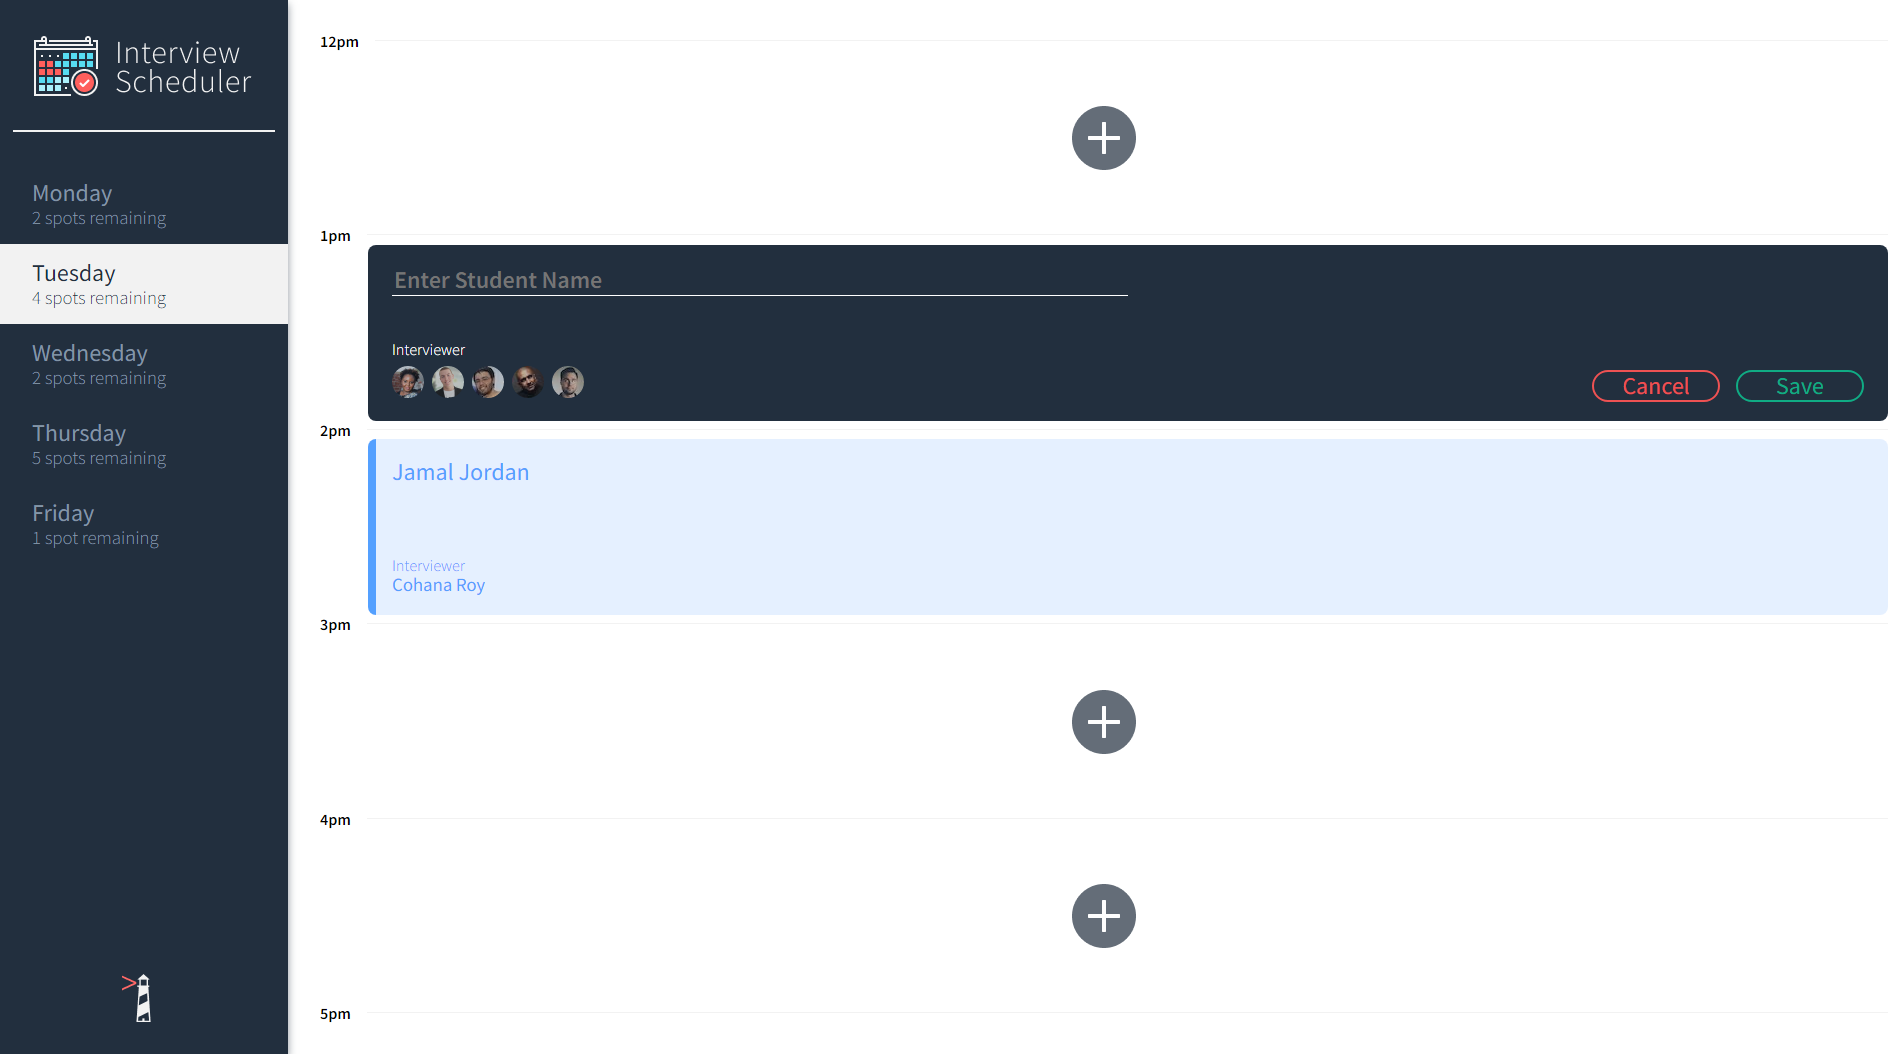 Interview
Scheduler
Monday
2 spots remaining
Tuesday
4 spots remaining
Wednesday
2 spots remaining
Thursday
5 spots remaining
Friday
1 spot remaining
12pm
1pm
Enter Student Name
Interviewer
Cancel Save
2pm
Jamal Jordan
Interviewer
Cohana Roy
3pm
4pm
5pm